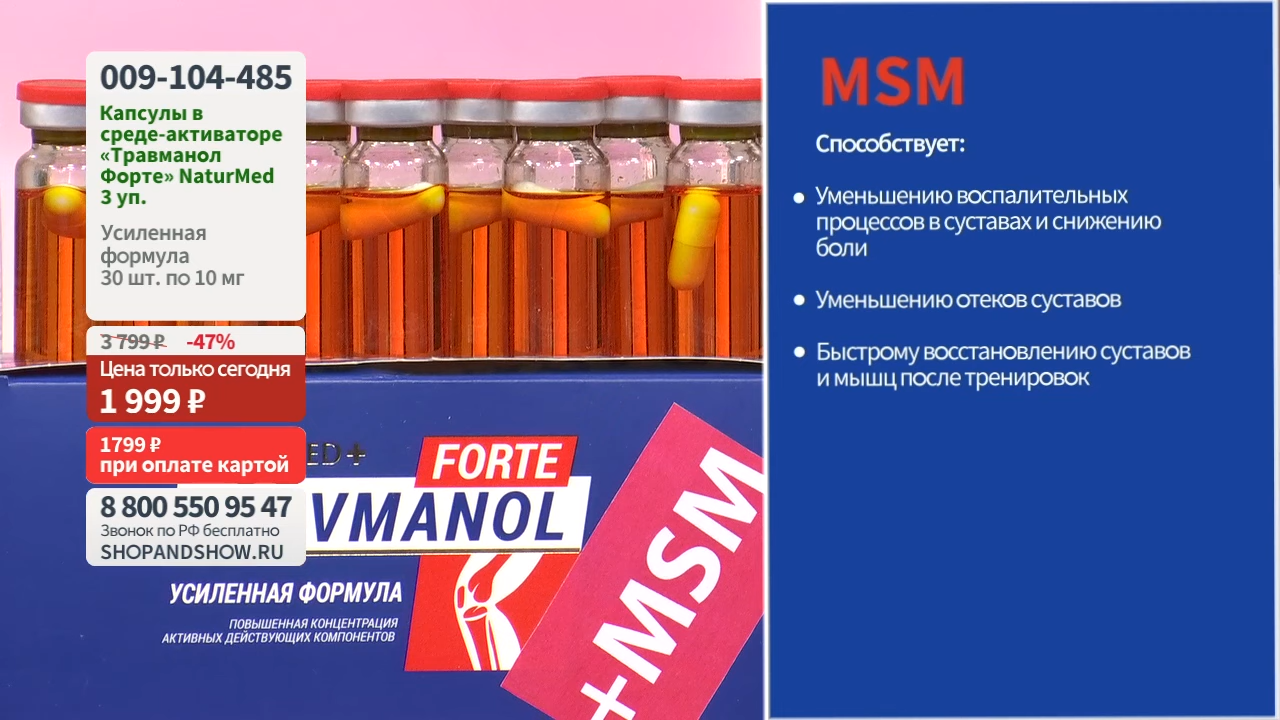 009-104-485
Капсулы в
среде-активаторе
«Травманол
Форте» NaturMed
3 уп.
Усиленная
формула
30 шт. по 10 мг
3 799 ₽ -47%
Цена только сегодня
1 999 ₽
1799 ₽
при оплате картой
8 800 550 95 47
Звонок по РФ бесплатно
SHOPANDSHOW.RU
ED+
FORTE
VMANOL
УСИЛЕННАЯ ФОРМУЛА
ПОВЫШЕННАЯ КОНЦЕНТРАЦИЯ
АКТИВНЫХ ДЕЙСТВУЮЩИХ КОМПОНЕНТОВ
+MSM
MSM
Способствует:
• Уменьшению воспалительных
процессов в суставах и снижению
боли
• Уменьшению отеков суставов
• Быстрому восстановлению суставов
и мышц после тренировок